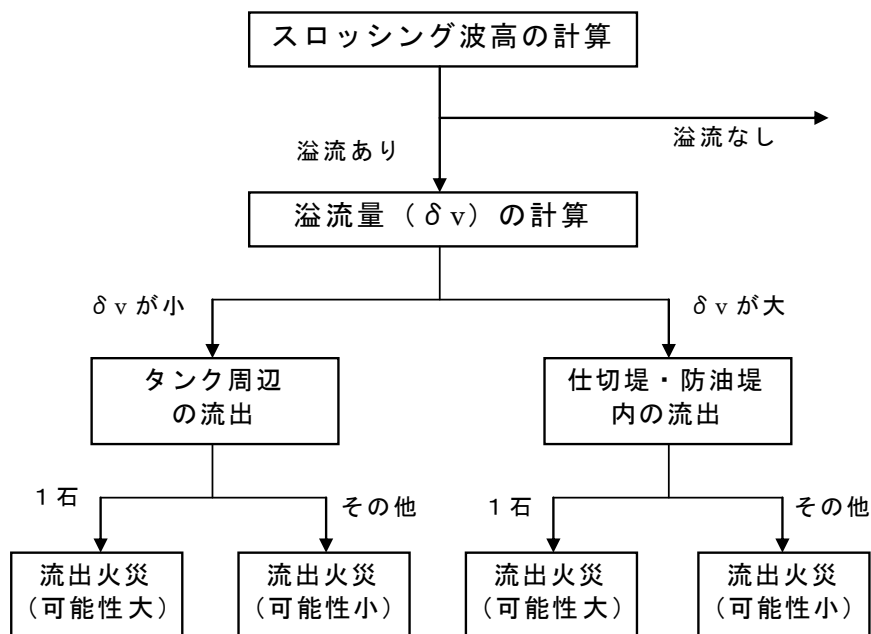 スロッシング波高の計算
溢流なし
溢流あり
溢流量（δv）の計算
δvが小
δvが大
タンク周辺
の流出
仕切堤・防油堤
内の流出
１石
その他
１石
その他
流出火災
（可能性大）
流出火災
（可能性小）
流出火災
（可能性大）
流出火災
（可能性小）